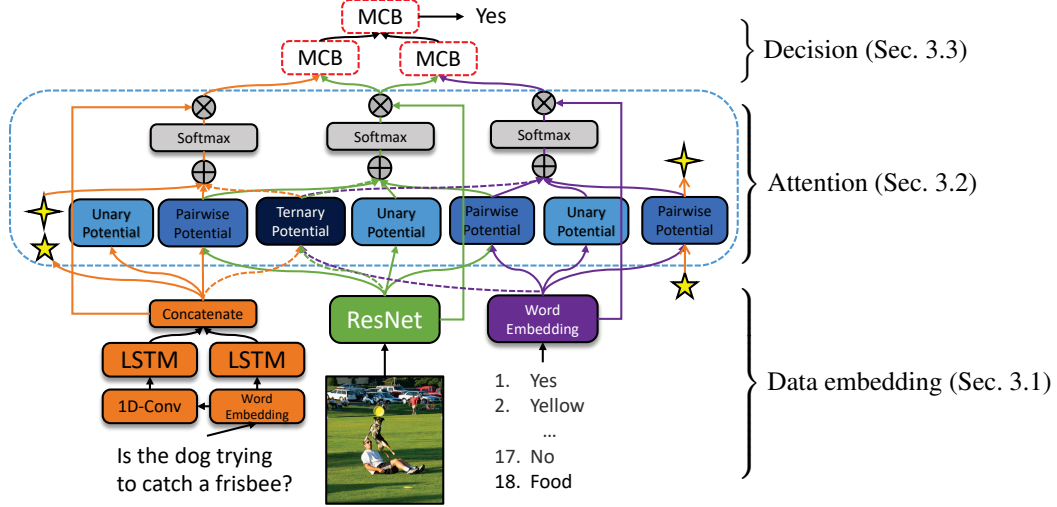 MCB
Yes
MCB
MCB
Decision (Sec. 3.3)
Softmax
Softmax
Softmax
Attention (Sec. 3.2)
Unary
Potential
Pairwise
Potential
Ternary
Potential
Unary
Potential
Pairwise
Potential
Unary
Potential
Pairwise
Potential
Concatenate
ResNet
Word
Embedding
LSTM
LSTM
1D-Conv
Word
Embedding
Data embedding (Sec. 3.1)
Is the dog trying
to catch a frisbee?
1. Yes
2. Yellow
...
17. No
18. Food